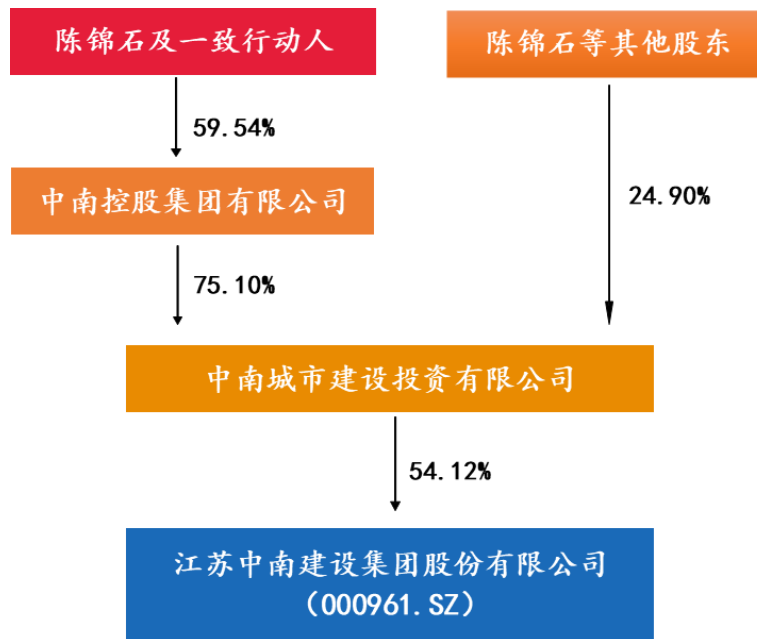 陈锦石及一致行动人
陈锦石等其他股东
59.54%
中南控股集团有限公司
24.90%
75.10%
中南城市建设投资有限公司
54.12%
江苏中南建设集团股份有限公司
（000961.SZ）